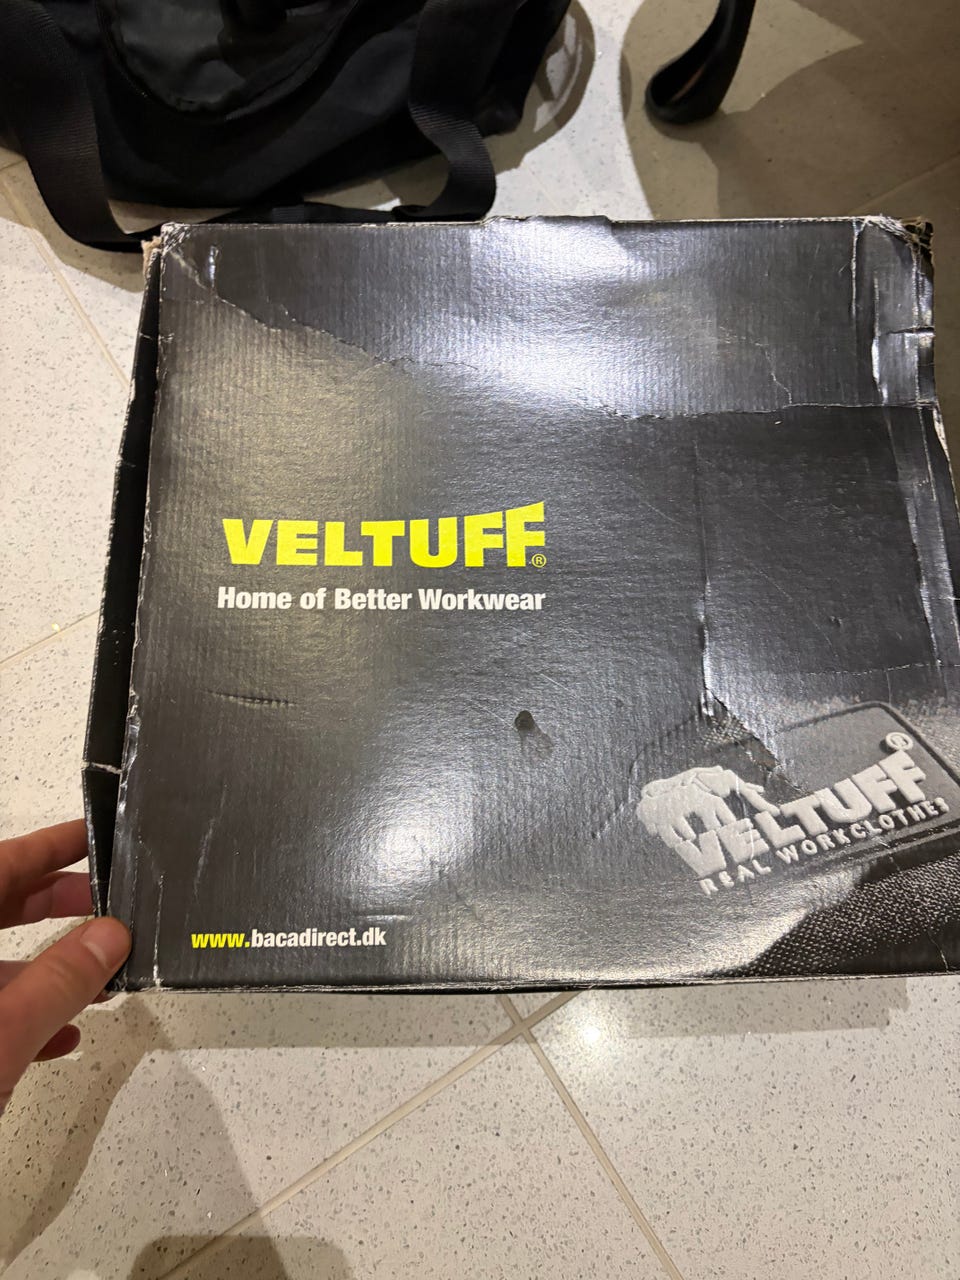 VELTUFF®
Home of Better Workwear
VELTUFF®
REAL WORKCLOTHES
www.bacadirect.dk